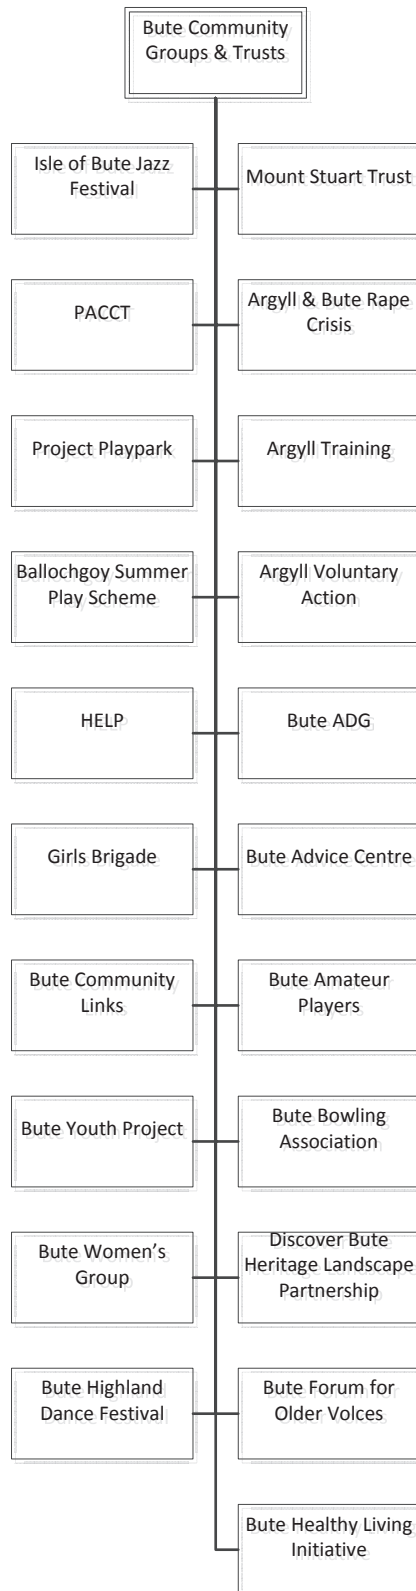 Bute Community
Groups & Trusts
Isle of Bute Jazz
Festival
Mount Stuart Trust
PACCT
Argyll & Bute Rape
Crisis
Project Playpark
Argyll Training
Ballochgoy Summer
Play Scheme
Argyll Voluntary
Action
HELP
Bute ADG
Girls Brigade
Bute Advice Centre
Bute Community
Links
Bute Amateur
Players
Bute Youth Project
Bute Bowling
Association
Bute Women's
Group
Discover Bute
Heritage Landscape
Partnership
Bute Highland
Dance Festival
Bute Forum for
Older Volces
Bute Healthy Living
Initiative